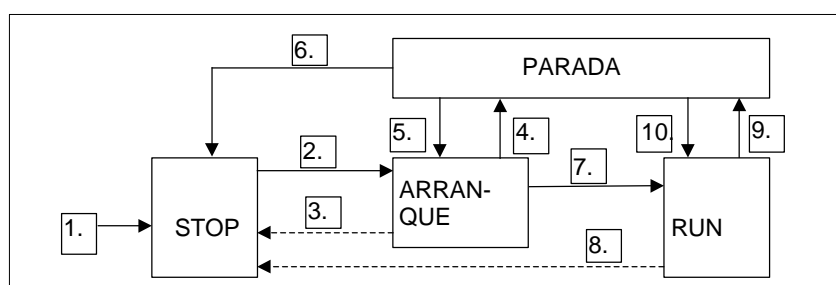 6.
PARADA
5.
4.
10.
9.
2.
7.
ARRAN-
QUE
1.
STOP
3.
RUN
8.